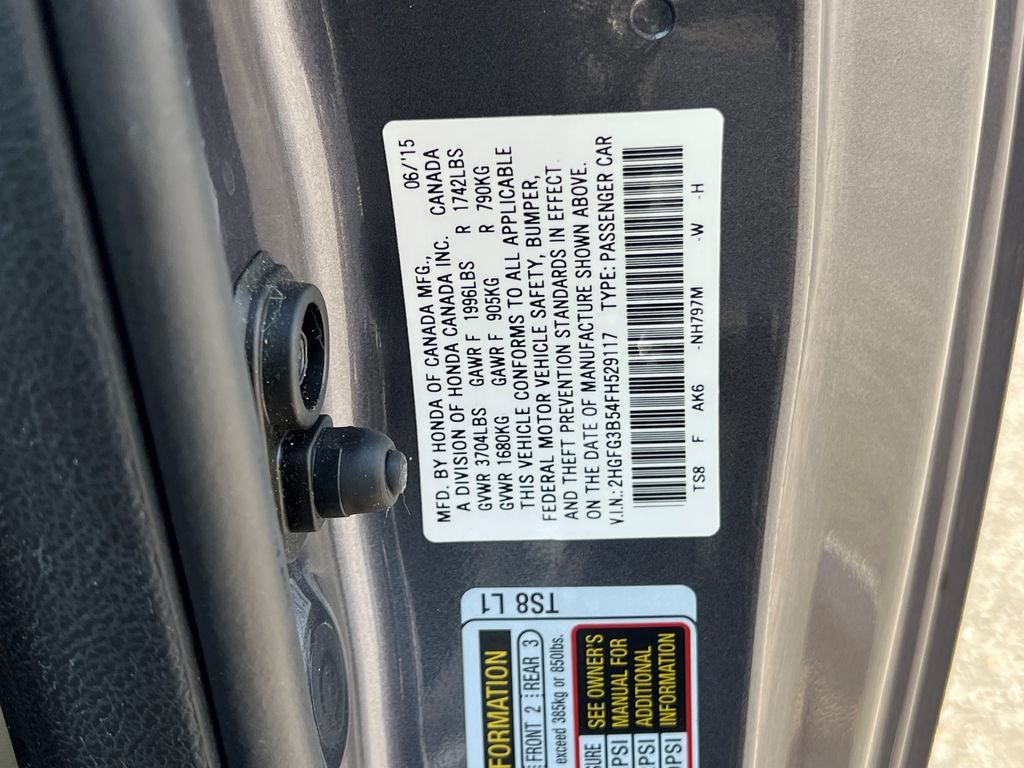 MFD. BY HONDA OF CANADA MFG., 06/'15
A DIVISION OF HONDA CANADA INC. CANADA
GVWR 3704LBS GAWR F 1996LBS R 1742LBS
GVWR 1680KG GAWR F 905KG R 790KG
THIS VEHICLE CONFORMS TO ALL APPLICABLE
FEDERAL MOTOR VEHICLE SAFETY, BUMPER,
AND THEFT PREVENTION STANDARDS IN EFFECT
ON THE DATE OF MANUFACTURE SHOWN ABOVE.
V.I.N.: 2HGFG3B54FH529117 TYPE: PASSENGER CAR
TS8 F AK6 -NH797M -W -H
TS8 L1
FORMATION
FRONT 2 REAR 3
exceed 385kg or 850lbs.
SURE SEE OWNER'S
PSI MANUAL FOR
PSI ADDITIONAL
PSI INFORMATION